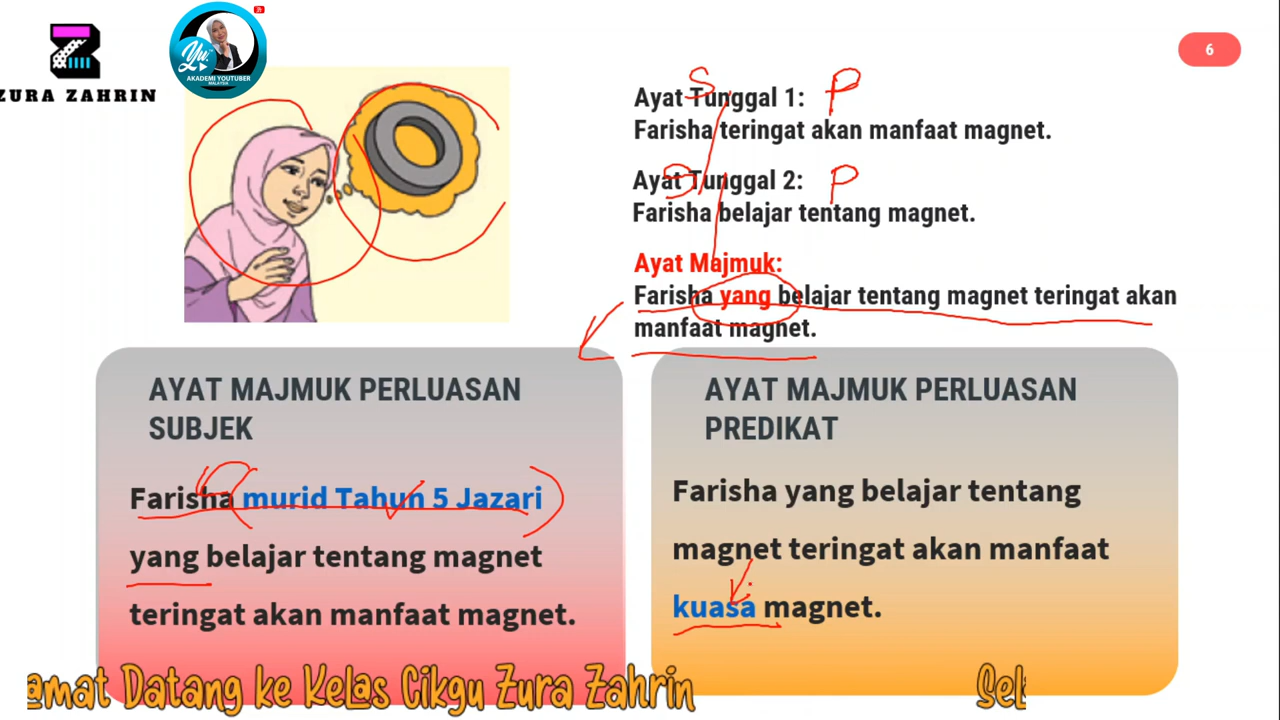 ZURA ZAHRIN
Yu.
AKADEMI YOUTUBER
MALAYSIA
6
S
P
Ayat Tunggal 1:
Farisha teringat akan manfaat magnet.
S
P
Ayat Tunggal 2:
Farisha belajar tentang magnet.
Ayat Majmuk:
Farisha yang belajar tentang magnet teringat akan
manfaat magnet.
AYAT MAJMUK PERLUASAN
SUBJEK
Farisha murid Tahun 5 Jazari
yang belajar tentang magnet
teringat akan manfaat magnet.
AYAT MAJMUK PERLUASAN
PREDIKAT
Farisha yang belajar tentang
magnet teringat akan manfaat
kuasa magnet.
amat Datang ke Kelas Cikgu Zura Zahrin
Sel